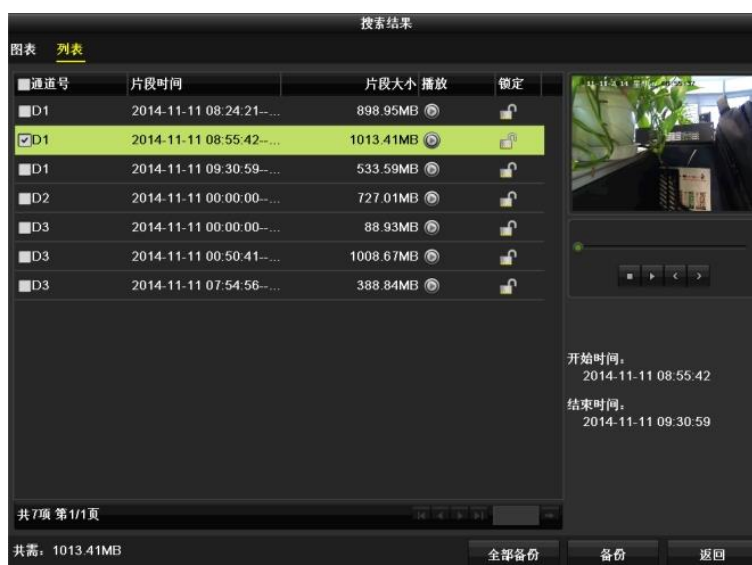 搜索结果
图表 列表
通道号 片段时间 片段大小 播放 锁定
D1 2014-11-11 08:24:21--... 898.95MB
D1 2014-11-11 08:55:42--... 1013.41MB
D1 2014-11-11 09:30:59--... 533.59MB
D2 2014-11-11 00:00:00--... 727.01MB
D3 2014-11-11 00:00:00--... 88.93MB
D3 2014-11-11 00:50:41--... 1008.67MB
D3 2014-11-11 07:54:56--... 388.84MB
开始时间:
2014-11-11 08:55:42
结束时间:
2014-11-11 09:30:59
共7项 第1/1页
共需: 1013.41MB
全部备份 备份 返回